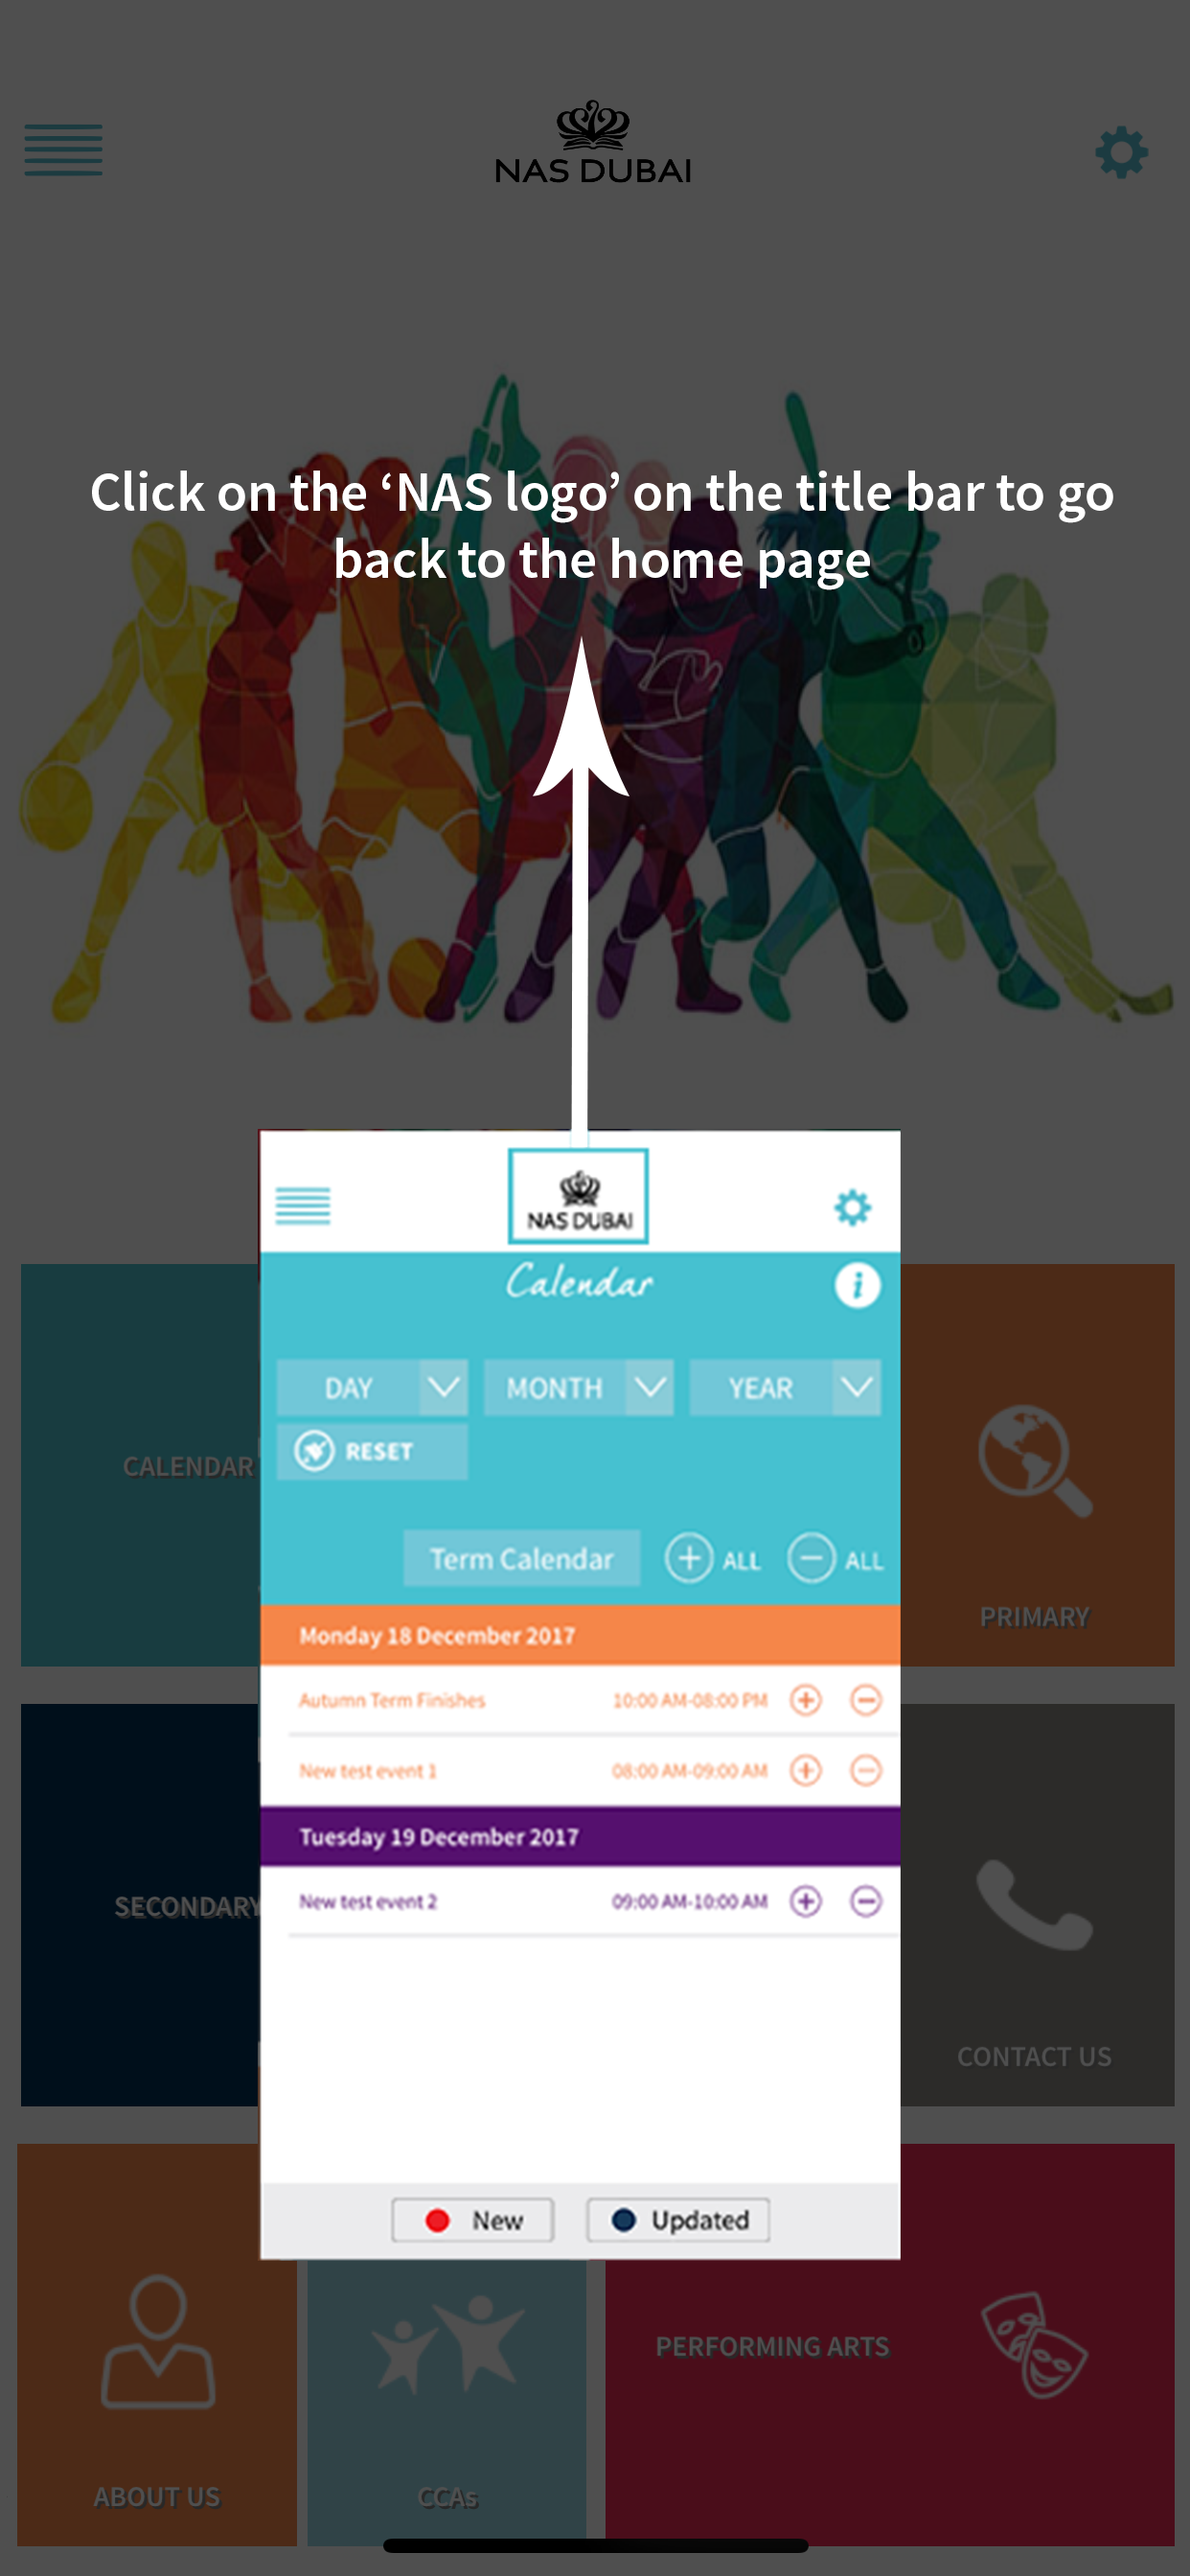 NAS DUBAI
Click on the ‘NAS logo’ on the title bar to go
back to the home page
NAS DUBAI
Calendar
i
DAY MONTH YEAR
RESET
Term Calendar + ALL − ALL
Monday 18 December 2017
Autumn Term Finishes 10:00 AM-08:00 PM
New test event 1 08:00 AM-09:00 AM
Tuesday 19 December 2017
New test event 2 09:00 AM-10:00 AM
New Updated
CALENDAR
PRIMARY
SECONDARY
CONTACT US
PERFORMING ARTS
ABOUT US
CCAs